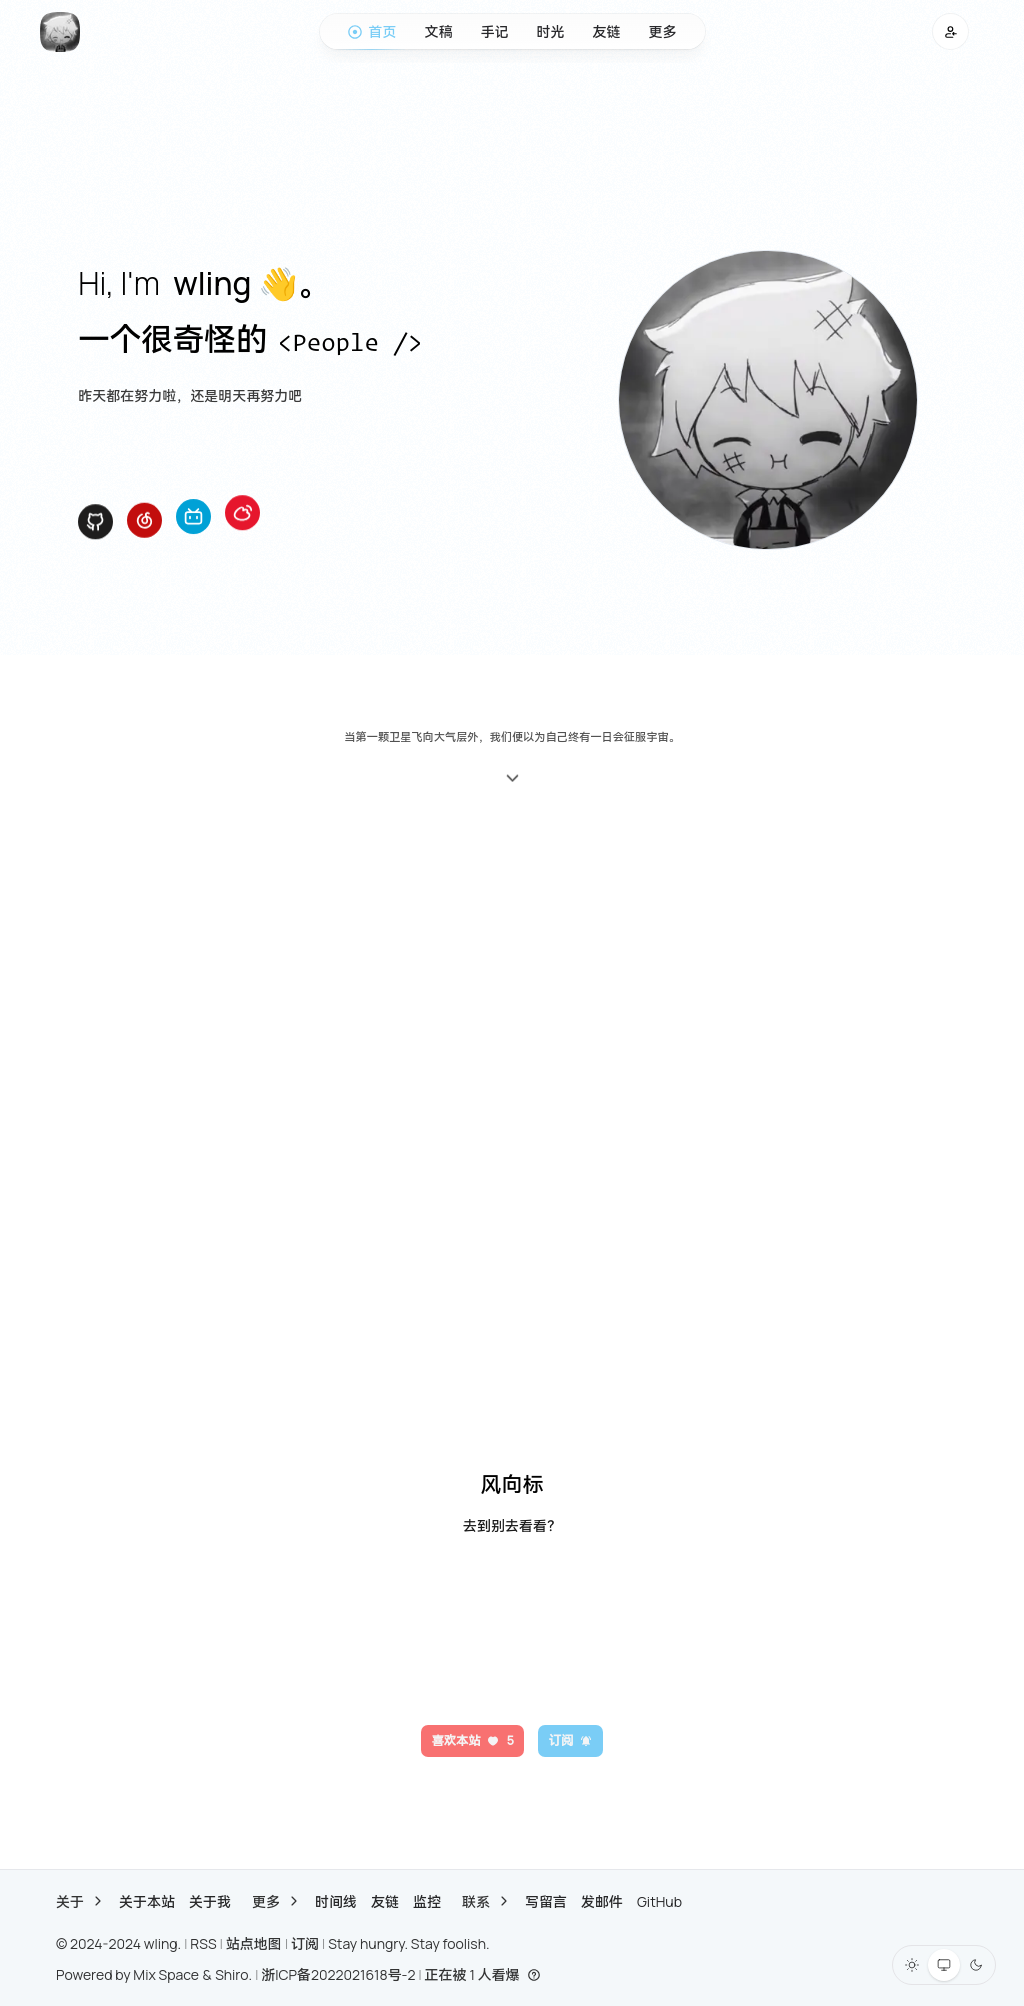 首页 文稿 手记 时光 友链 更多
Hi, I'm wling 👋。
一个很奇怪的 <People />
昨天都在努力啦，还是明天再努力吧
当第一颗卫星飞向大气层外，我们便以为自己终有一日会征服宇宙。
风向标
去到别去看看？
喜欢本站 5 订阅
关于 关于本站 关于我 更多 时间线 友链 监控 联系 写留言 发邮件 GitHub
© 2024-2024 wling. | RSS | 站点地图 | 订阅 | Stay hungry. Stay foolish.
Powered by Mix Space & Shiro. | 浙ICP备2022021618号-2 | 正在被 1 人看爆